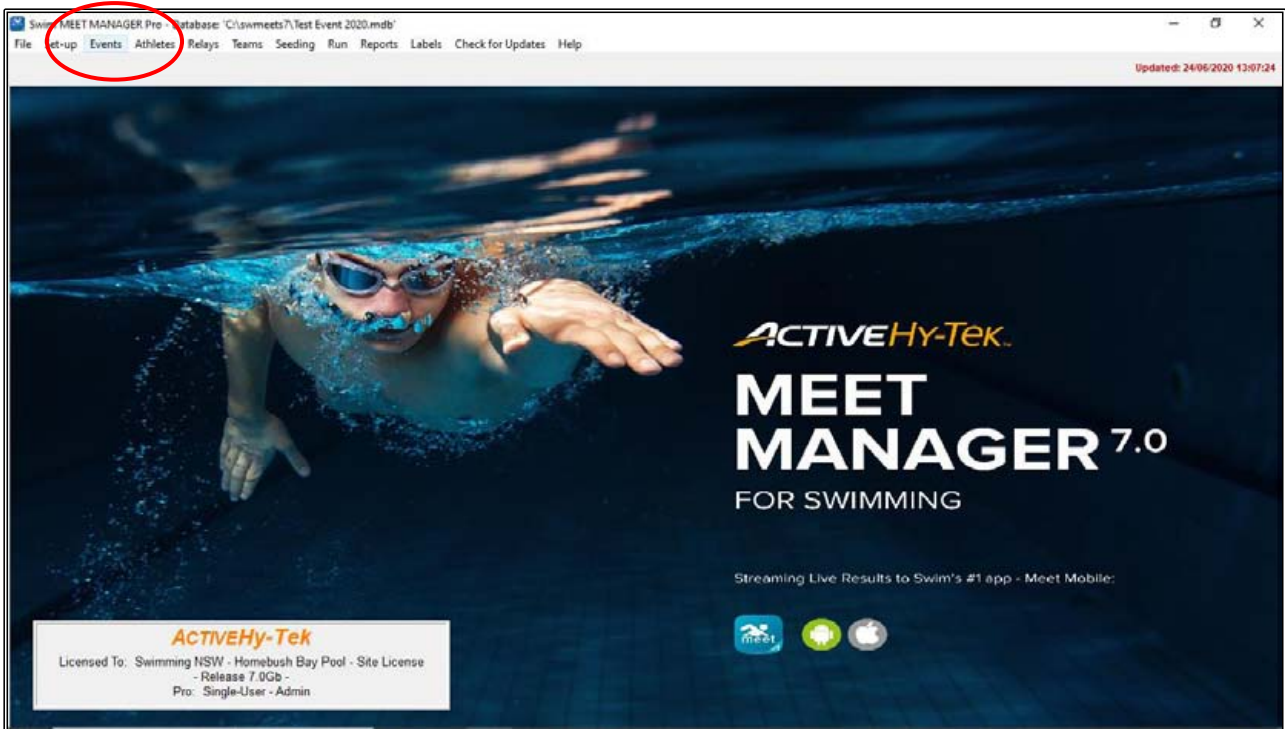 Swim MEET MANAGER Pro - Database: 'C:\swmeets7\Test Event 2020.mdb'
File Set-up Events Athletes Relays Teams Seeding Run Reports Labels Check for Updates Help
Updated: 24/06/2020 13:07:24
ACTIVEHy-Tek
MEET
MANAGER 7.0
FOR SWIMMING
Streaming Live Results to Swim's #1 app - Meet Mobile:
meet
ACTIVEHy-Tek
Licensed To: Swimming NSW - Homebush Bay Pool - Site License
- Release 7.0Gb -
Pro: Single-User - Admin